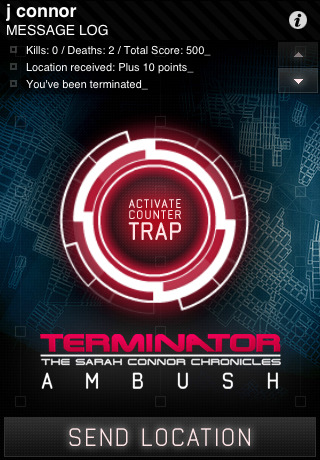 j connor
MESSAGE LOG
Kills: 0 / Deaths: 2 / Total Score: 500_
Location received: Plus 10 points_
You've been terminated_
ACTIVATE
COUNTER
TRAP
TERMINATOR
THE SARAH CONNOR CHRONICLES
AMBUSH
SEND LOCATION